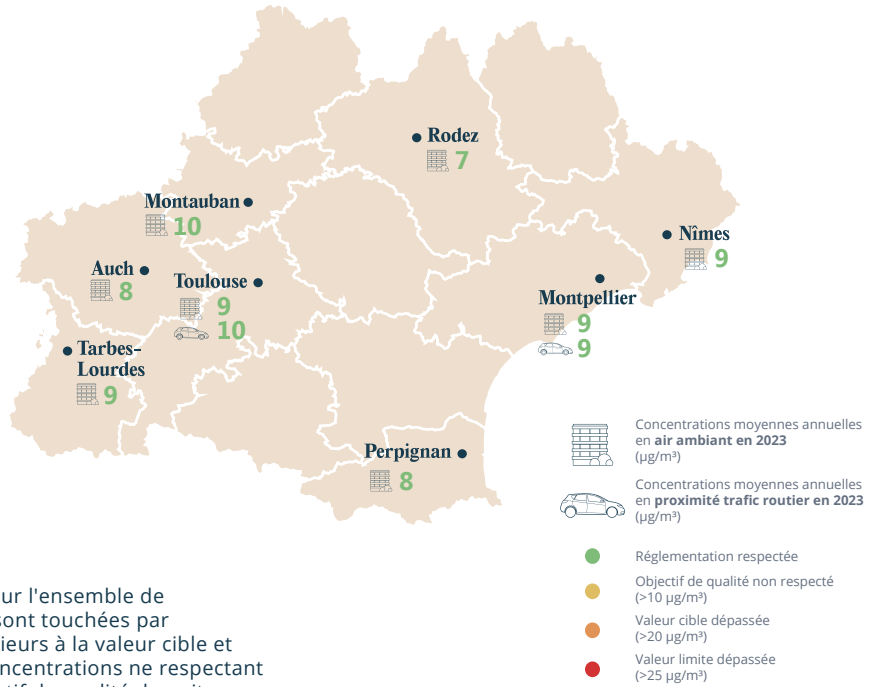 Rodez
7
Montauban
10
Nîmes
9
Auch
8
Toulouse
9
10
Montpellier
9
9
Tarbes-
Lourdes
9
Perpignan
8
Concentrations moyennes annuelles
en air ambiant en 2023
(µg/m³)
Concentrations moyennes annuelles
en proximité trafic routier en 2023
(µg/m³)
Réglementation respectée
Objectif de qualité non respecté
(>10 µg/m³)
Valeur cible dépassée
(>20 µg/m³)
Valeur limite dépassée
(>25 µg/m³)
ur l'ensemble de
sont touchées par
ieurs à la valeur cible et
oncentrations ne respectant